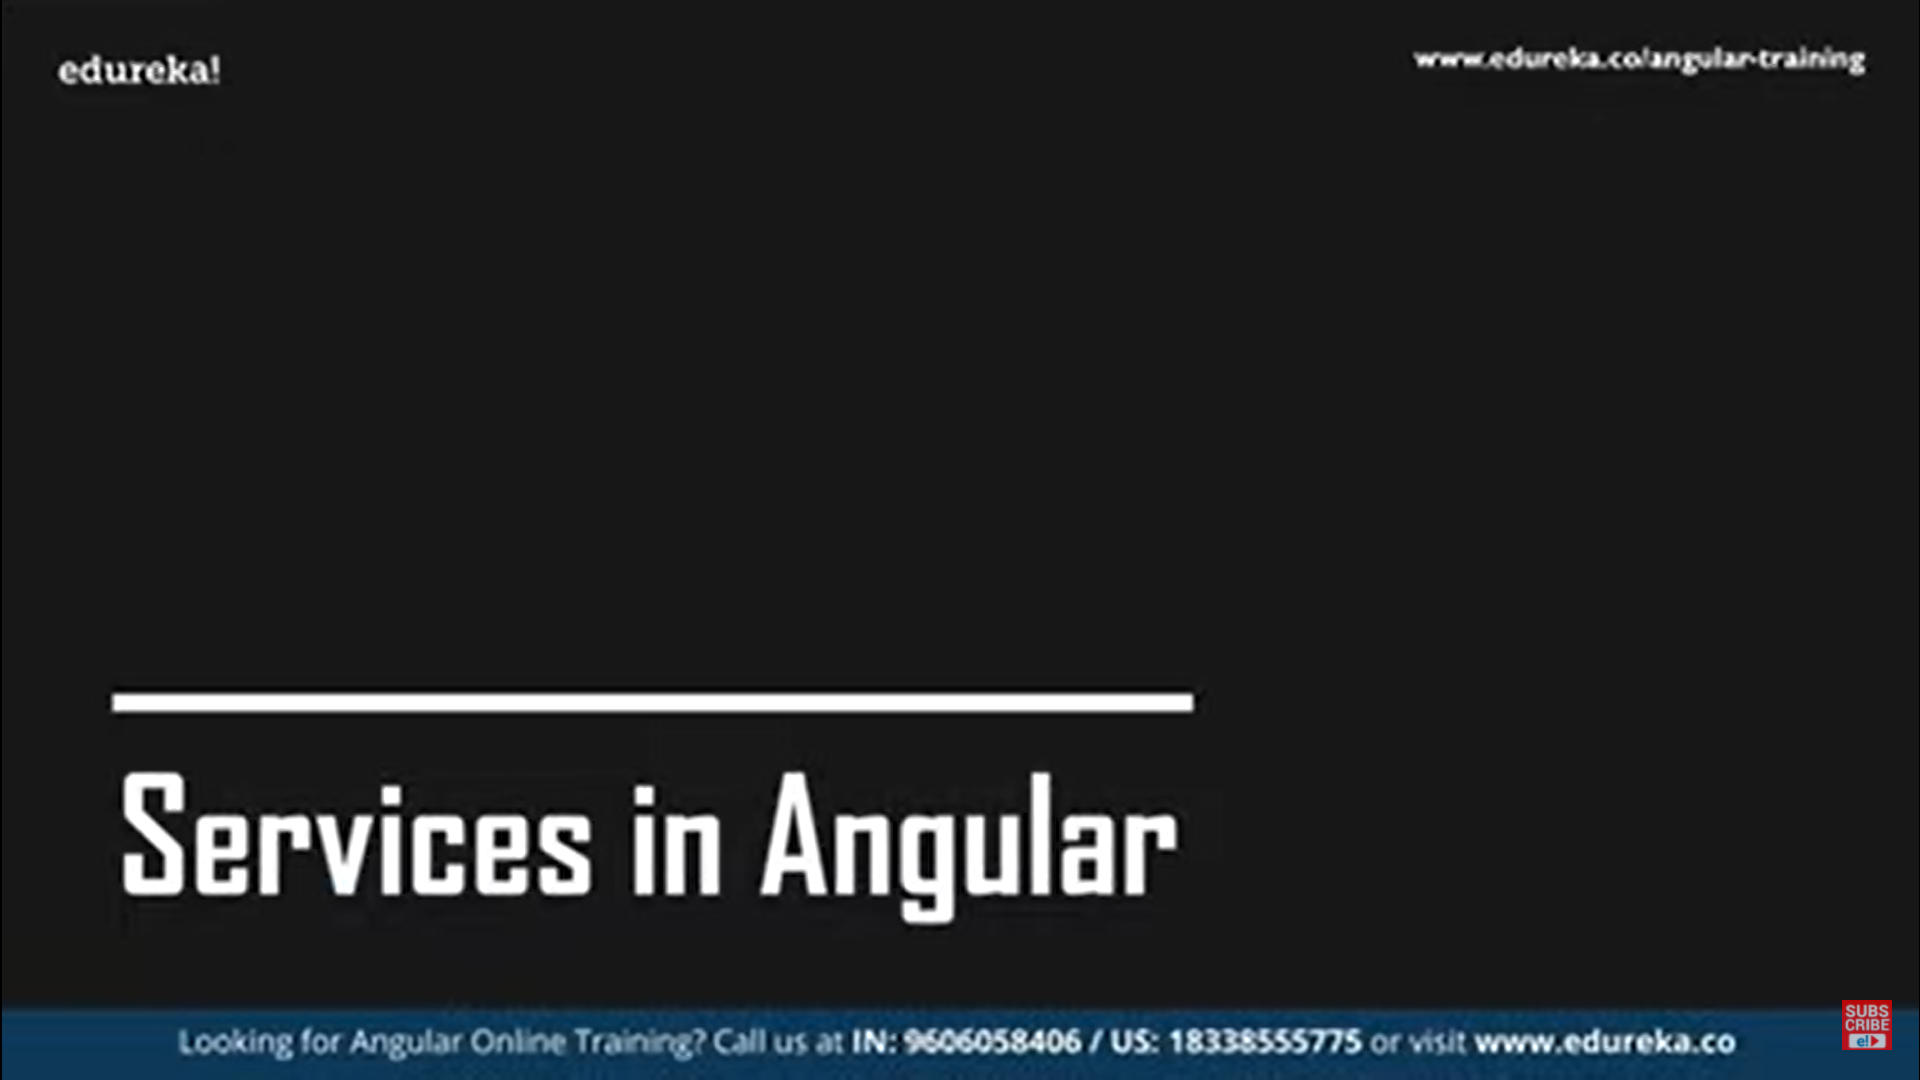 edureka!
www.edureka.co/angular-training
Services in Angular
Looking for Angular Online Training? Call us at IN: 9606058406 / US: 18338555775 or visit www.edureka.co
SUBS
CRIBE
e!